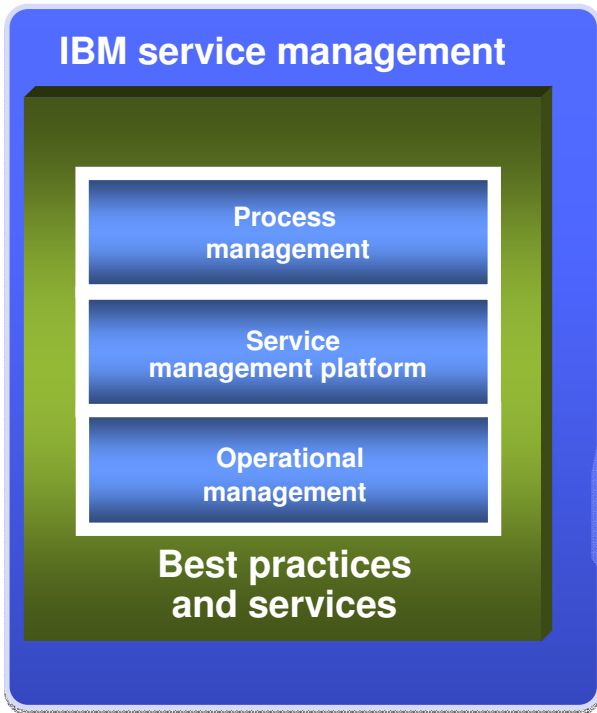 IBM service management
Process
management
Service
management platform
Operational
management
Best practices
and services